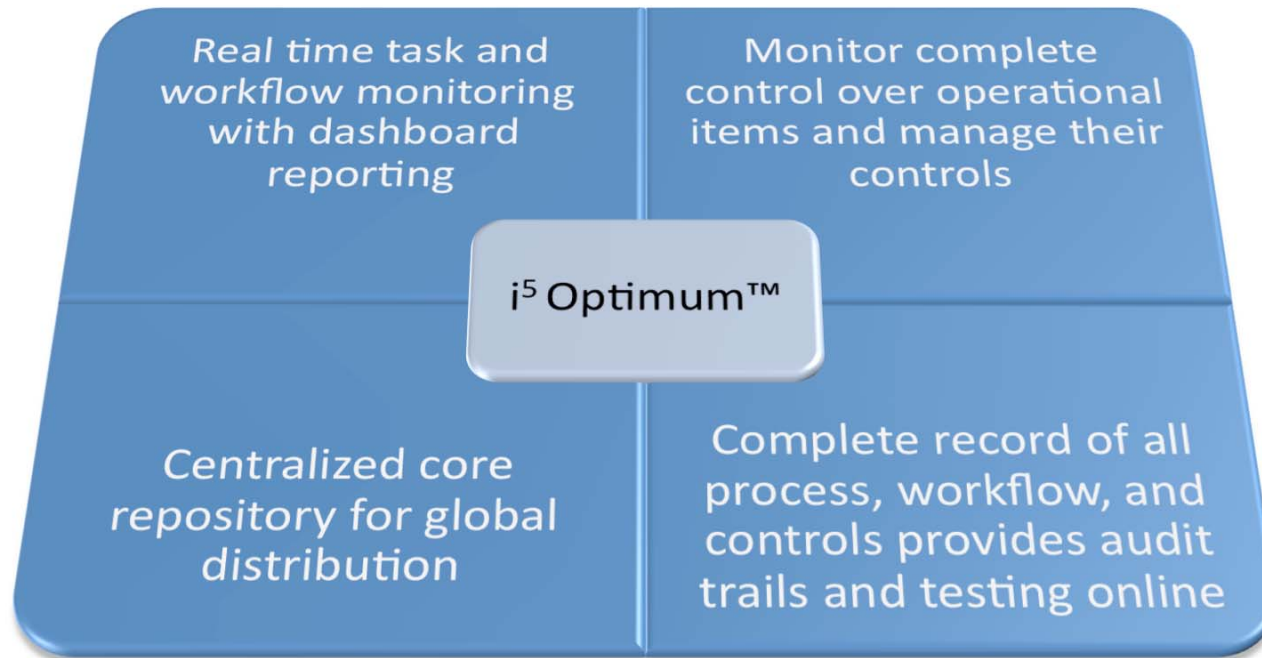 Real time task and
workflow monitoring
with dashboard
reporting
Monitor complete
control over operational
items and manage their
controls
i⁵ Optimum™
Centralized core
repository for global
distribution
Complete record of all
process, workflow, and
controls provides audit
trails and testing online